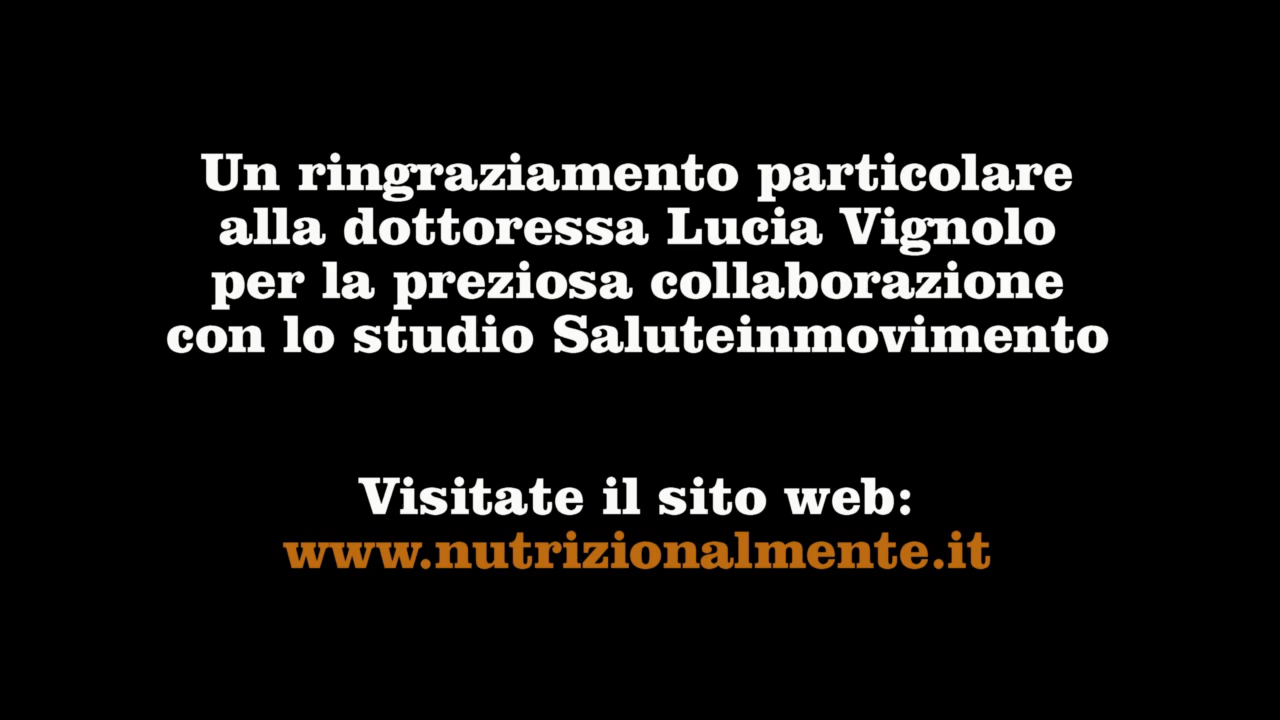 Un ringraziamento particolare
alla dottoressa Lucia Vignolo
per la preziosa collaborazione
con lo studio Saluteinmovimento
Visitate il sito web:
www.nutrizionalmente.it